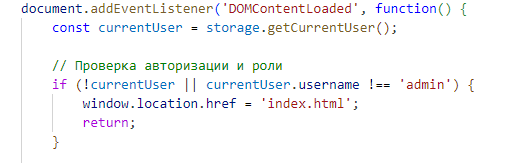 document.addEventListener('DOMContentLoaded', function() {
    const currentUser = storage.getCurrentUser();

    // Проверка авторизации и роли
    if (!currentUser || currentUser.username !== 'admin') {
        window.location.href = 'index.html';
        return;
    }